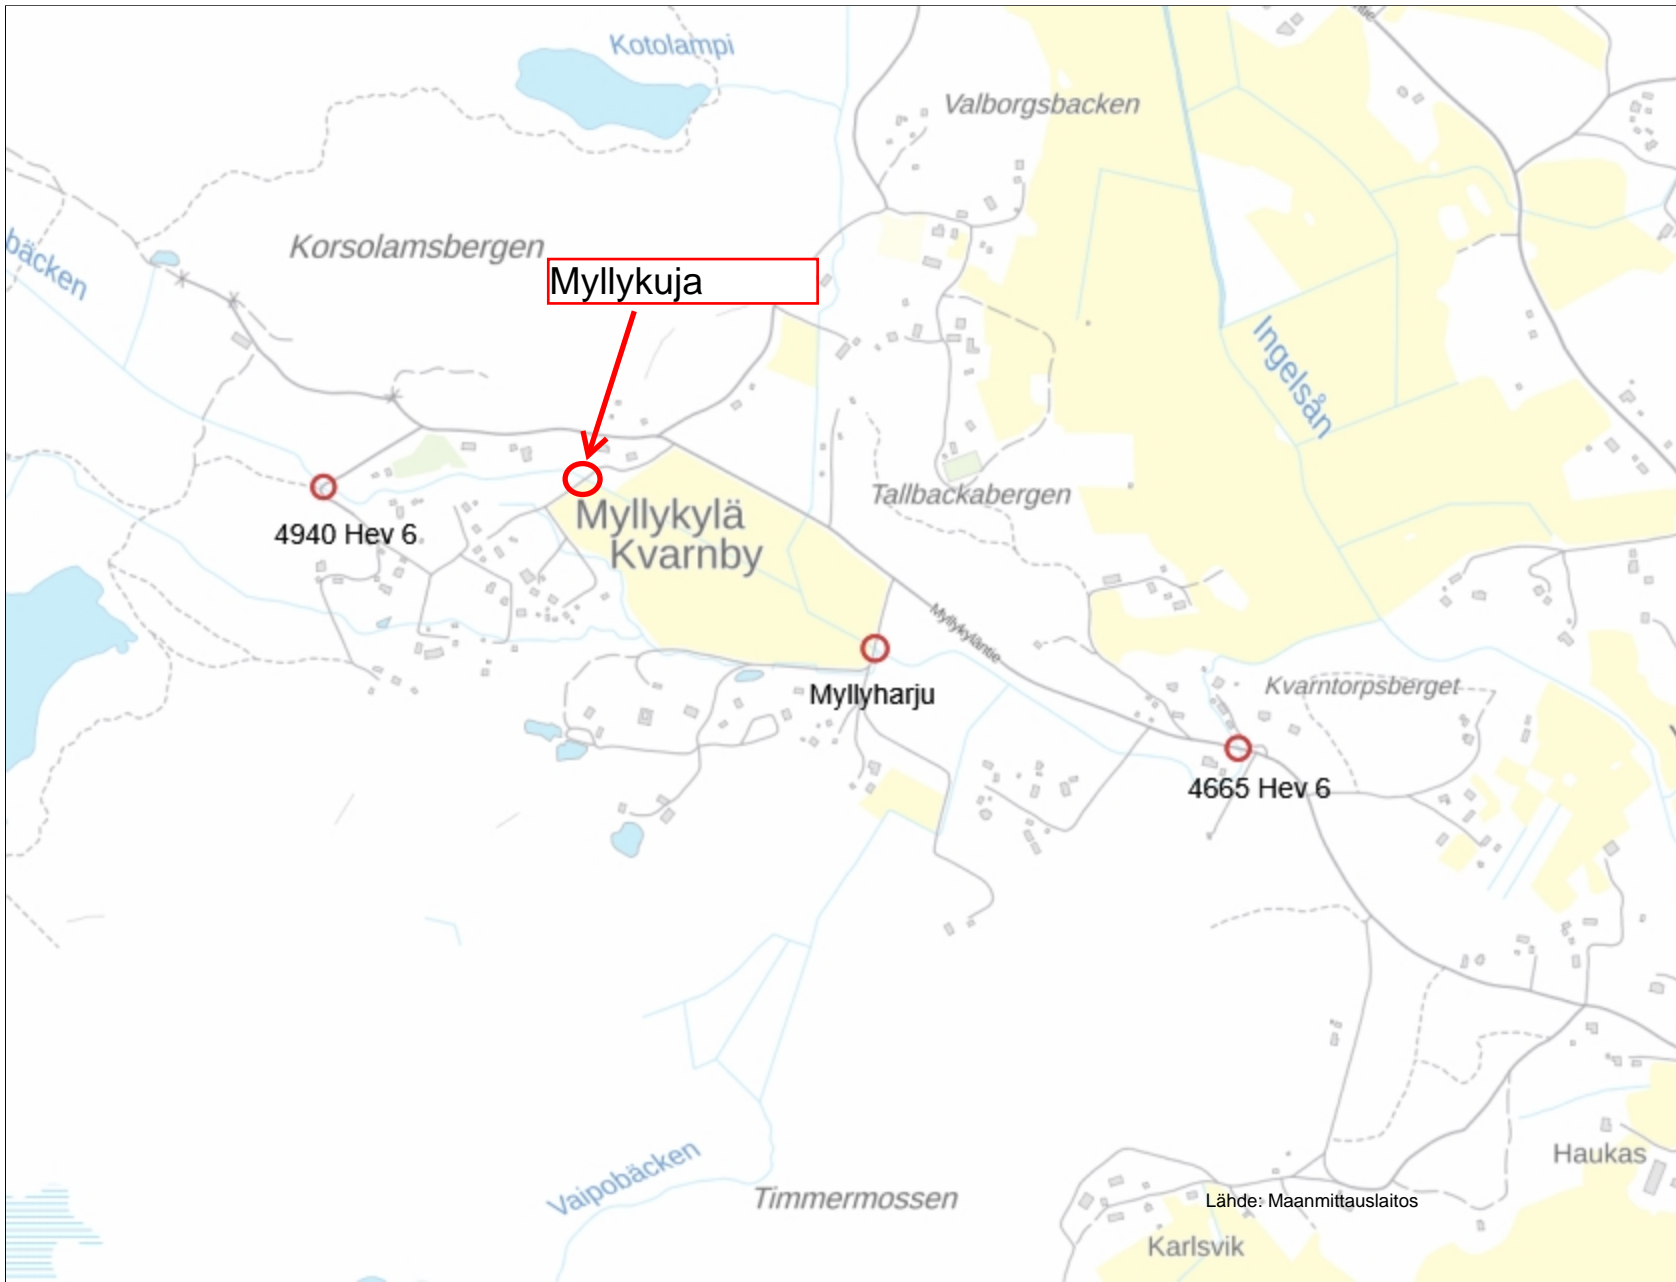 Kotolampi
Valborgsbacken
bäcken
Korsolamsbergen
Myllykuja
Ingelsån
Tallbackabergen
4940 Hev 6
Myllykylä
Kvarnby
Myllykyläntie
Myllyharju
Kvarntorpsberget
4665 Hev 6
Vaipobäcken
Timmermossen
Haukas
Lähde: Maanmittauslaitos
Karlsvik